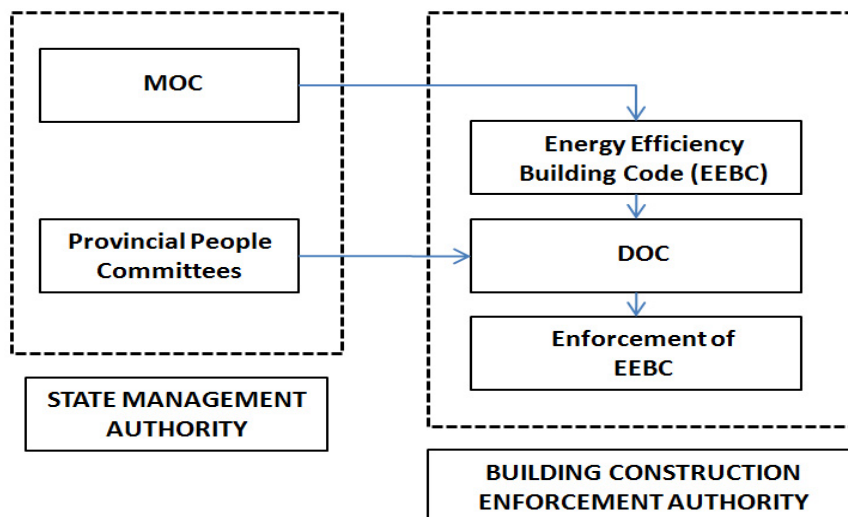 MOC
Energy Efficiency
Building Code (EEBC)
Provincial People
Committees
DOC
Enforcement of
EEBC
STATE MANAGEMENT
AUTHORITY
BUILDING CONSTRUCTION
ENFORCEMENT AUTHORITY